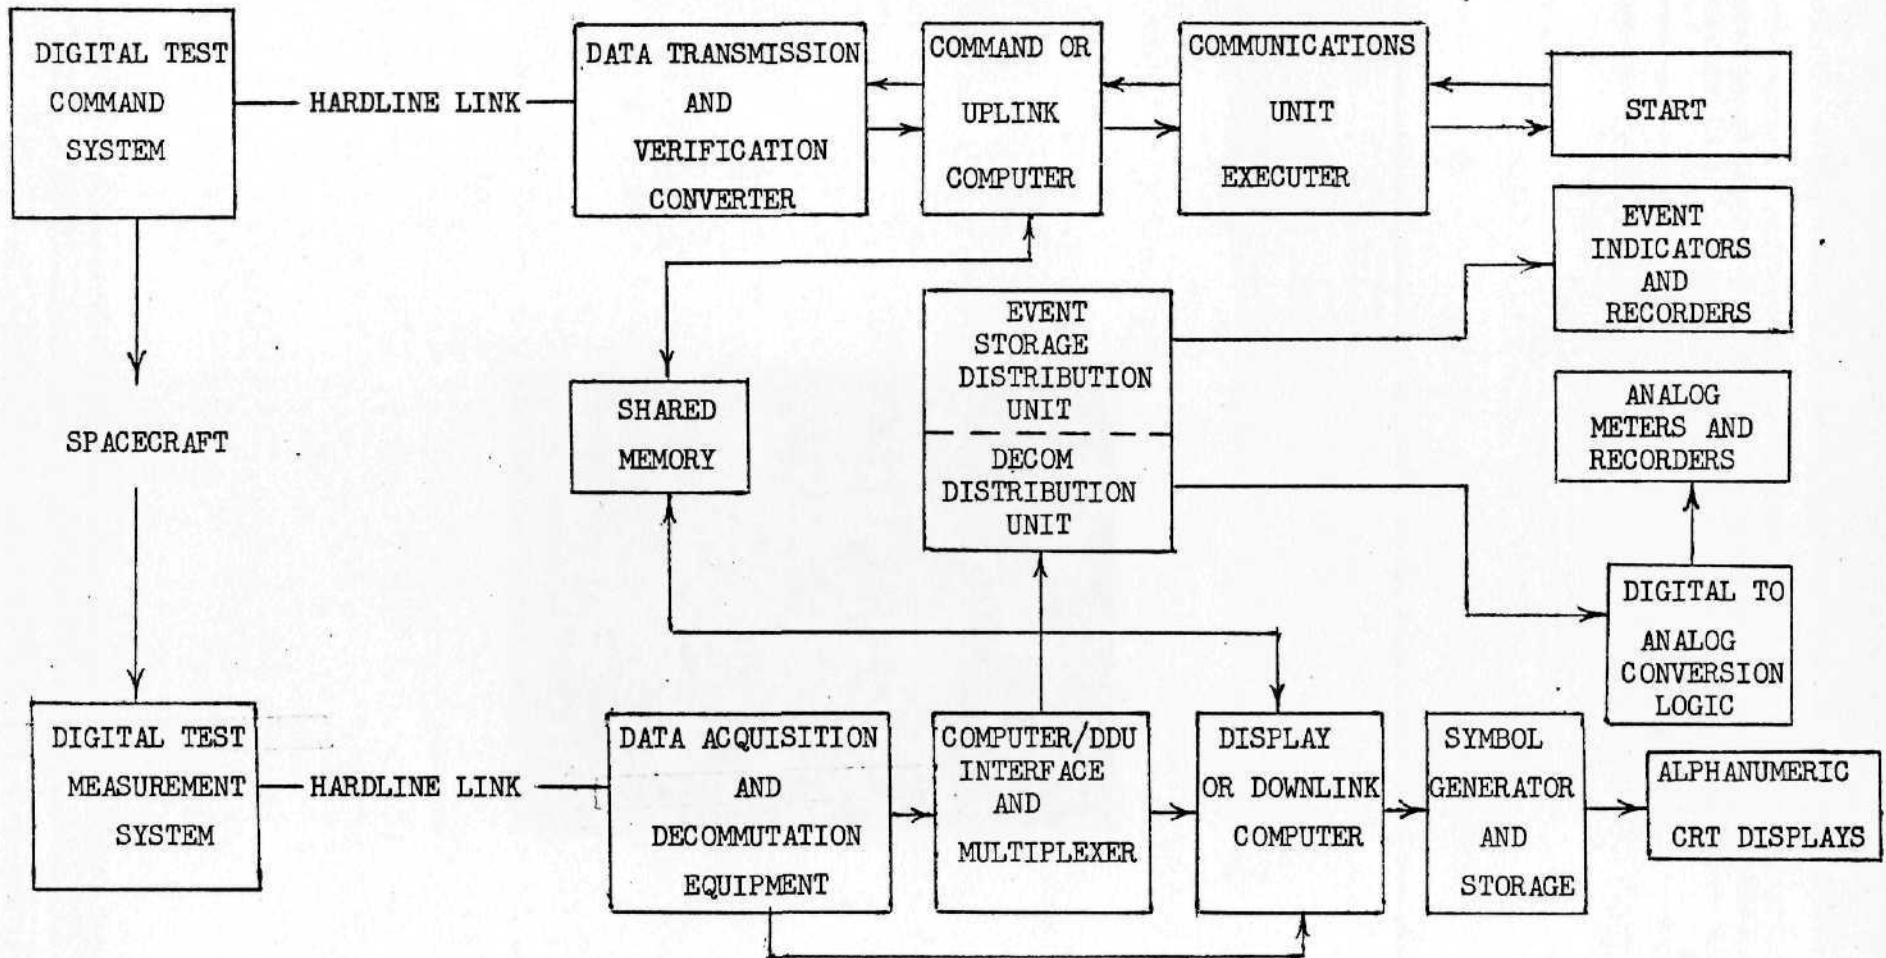 DIGITAL TEST
COMMAND
SYSTEM
HARDLINE LINK
DATA TRANSMISSION
AND
VERIFICATION
CONVERTER
COMMAND OR
UPLINK
COMPUTER
COMMUNICATIONS
UNIT
EXECUTER
START
EVENT
INDICATORS
AND
RECORDERS
EVENT
STORAGE
DISTRIBUTION
UNIT
DECOM
DISTRIBUTION
UNIT
SHARED
MEMORY
ANALOG
METERS AND
RECORDERS
SPACECRAFT
DIGITAL TO
ANALOG
CONVERSION
LOGIC
DIGITAL TEST
MEASUREMENT
SYSTEM
HARDLINE LINK
DATA ACQUISITION
AND
DECOMMUTATION
EQUIPMENT
COMPUTER/DDU
INTERFACE
AND
MULTIPLEXER
DISPLAY
OR DOWNLINK
COMPUTER
SYMBOL
GENERATOR
AND
STORAGE
ALPHANUMERIC
CRT DISPLAYS